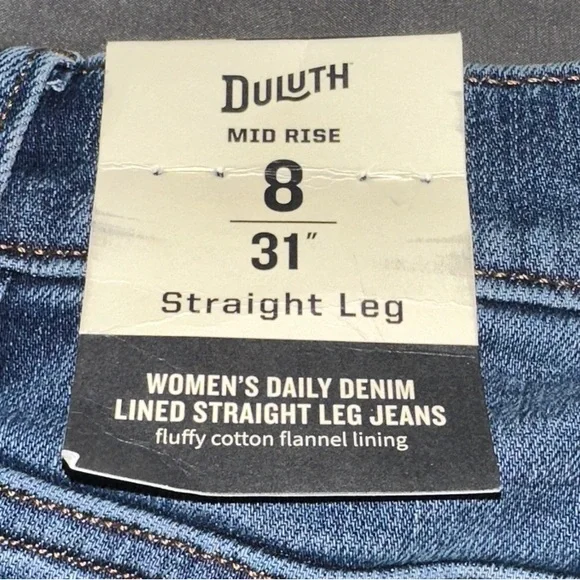 DULUTH
MID RISE
8
31"
Straight Leg
WOMEN'S DAILY DENIM
LINED STRAIGHT LEG JEANS
fluffy cotton flannel lining